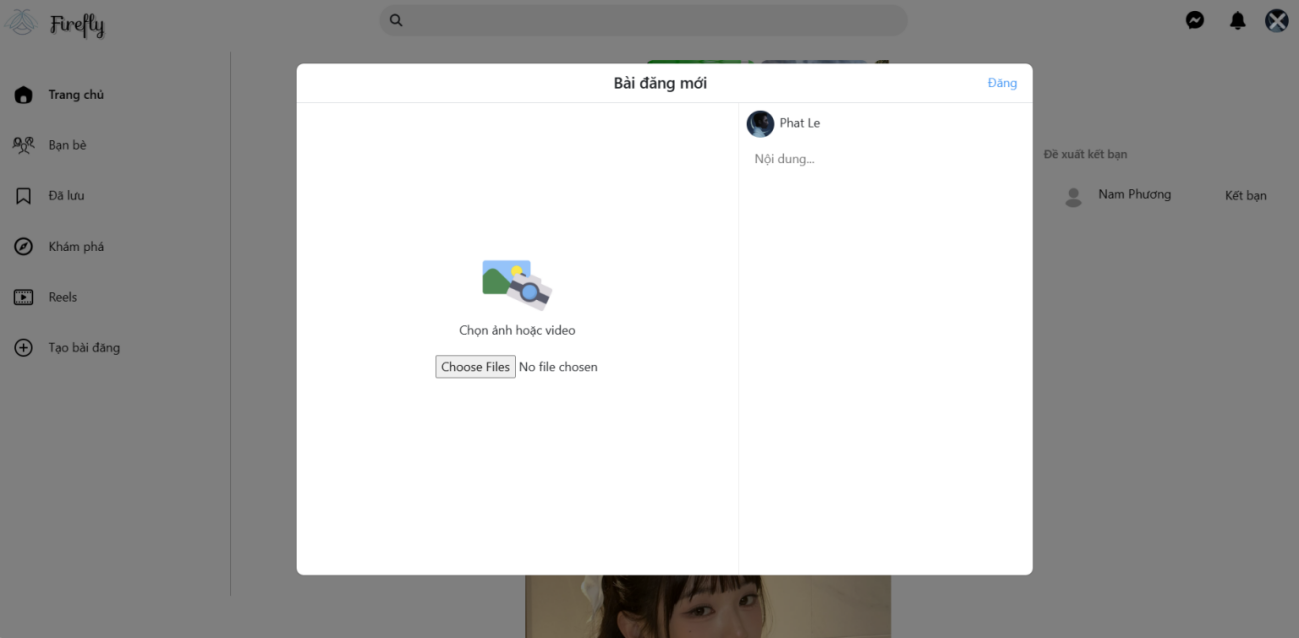 Firefly
Trang chủ
Bạn bè
Đã lưu
Khám phá
Reels
Tạo bài đăng
Bài đăng mới
Đăng
Chọn ảnh hoặc video
Choose Files No file chosen
Phat Le
Nội dung...
Đề xuất kết bạn
Nam Phương
Kết bạn